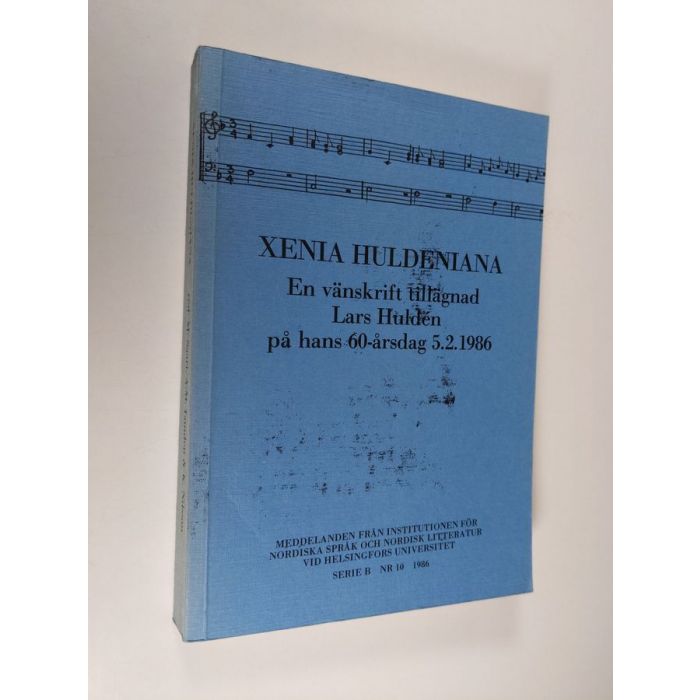 XENIA HULDENIANA
En vänskrift tillägnad
Lars Huldén
på hans 60-årsdag 5.2.1986
MEDDELANDEN FRÅN INSTITUTIONEN FÖR
NORDISKA SPRÅK OCH NORDISK LITTERATUR
VID HELSINGFORS UNIVERSITET
SERIE B NR 10 1986